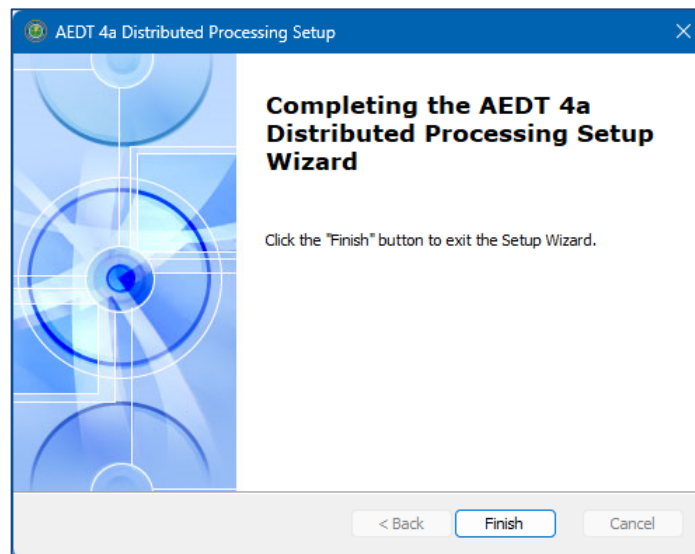 AEDT 4a Distributed Processing Setup
Completing the AEDT 4a
Distributed Processing Setup
Wizard
Click the "Finish" button to exit the Setup Wizard.
< Back
Finish
Cancel